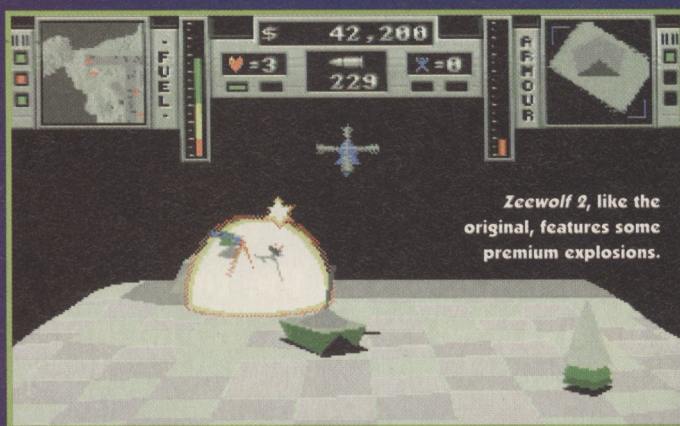 $ 42,200
FUEL
=3
229
=0
ARMOUR
Zeewolf 2, like the
original, features some
premium explosions.